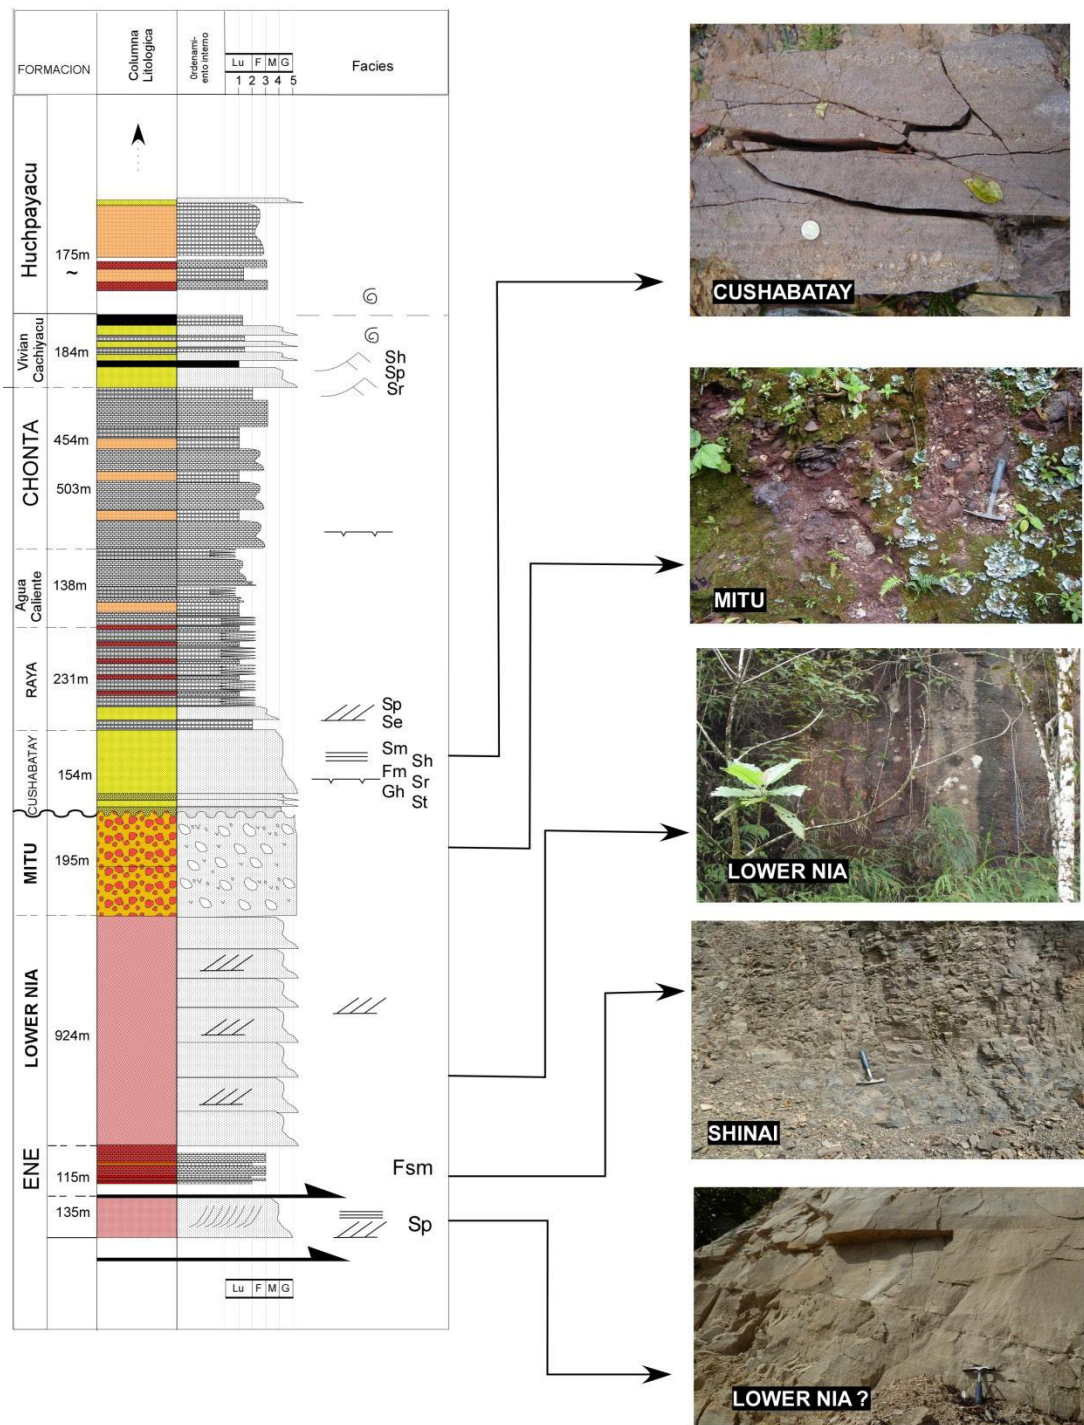 FORMACION
Columna
Litologica
Ordenami-
ento interno
Lu F M G
1 2 3 4 5
Facies
Huchpayacu
175m
~
Vivian
Cachiyacu
184m
Sh
Sp
Sr
CHONTA
454m
503m
Agua
Caliente
138m
RAYA
231m
Sp
Se
CUSHABATAY
154m
Sm
Sh
Fm
Sr
Gh
St
MITU
195m
LOWER NIA
924m
ENE
115m
Fsm
135m
Sp
Lu F M G
CUSHABATAY
MITU
LOWER NIA
SHINAI
LOWER NIA ?